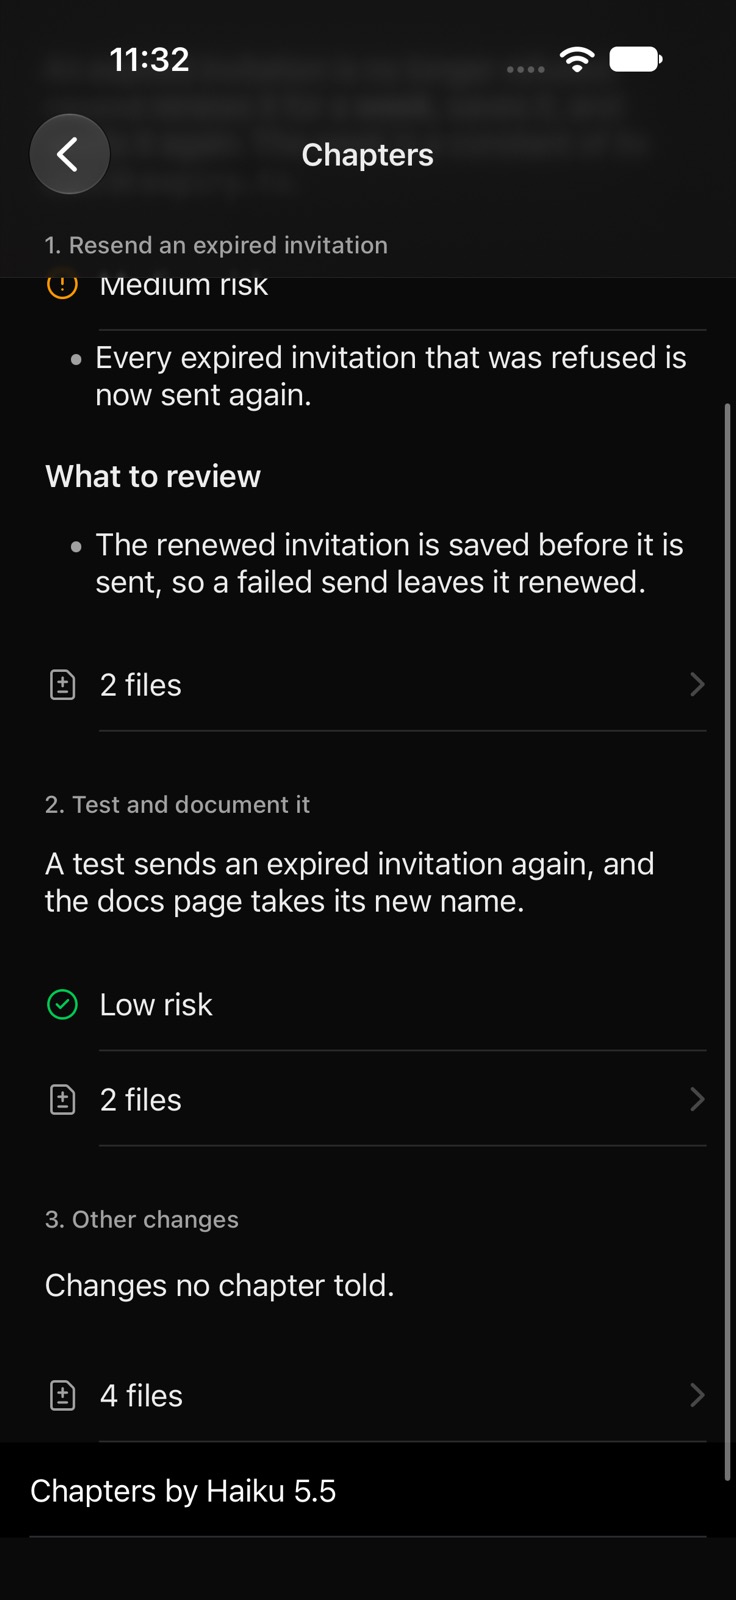 11:32
Chapters
1. Resend an expired invitation
Medium risk
Every expired invitation that was refused is
now sent again.
What to review
The renewed invitation is saved before it is
sent, so a failed send leaves it renewed.
2 files
2. Test and document it
A test sends an expired invitation again, and
the docs page takes its new name.
Low risk
2 files
3. Other changes
Changes no chapter told.
4 files
Chapters by Haiku 5.5